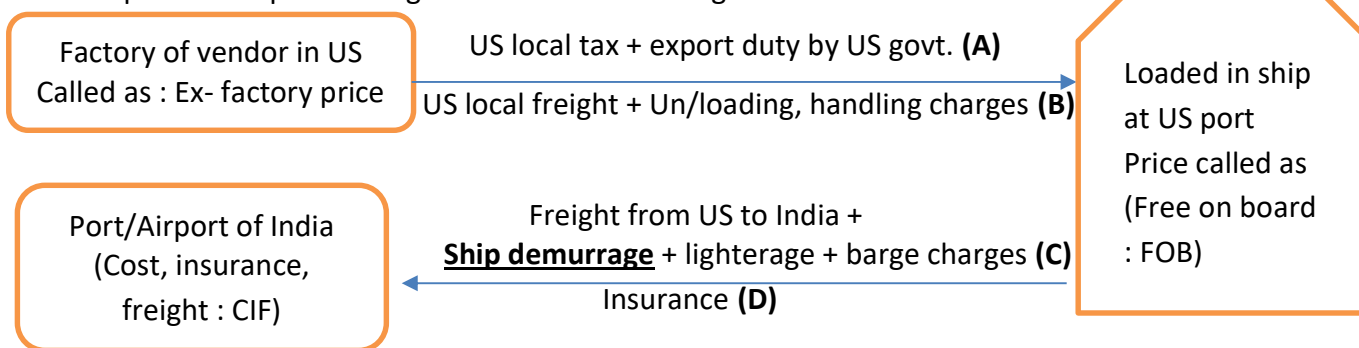 Factory of vendor in US
Called as : Ex- factory price
US local tax + export duty by US govt. (A)
US local freight + Un/loading, handling charges (B)
Loaded in ship
at US port
Price called as
(Free on board
: FOB)
Port/Airport of India
(Cost, insurance,
freight : CIF)
Freight from US to India +
Ship demurrage + lighterage + barge charges (C)
Insurance (D)